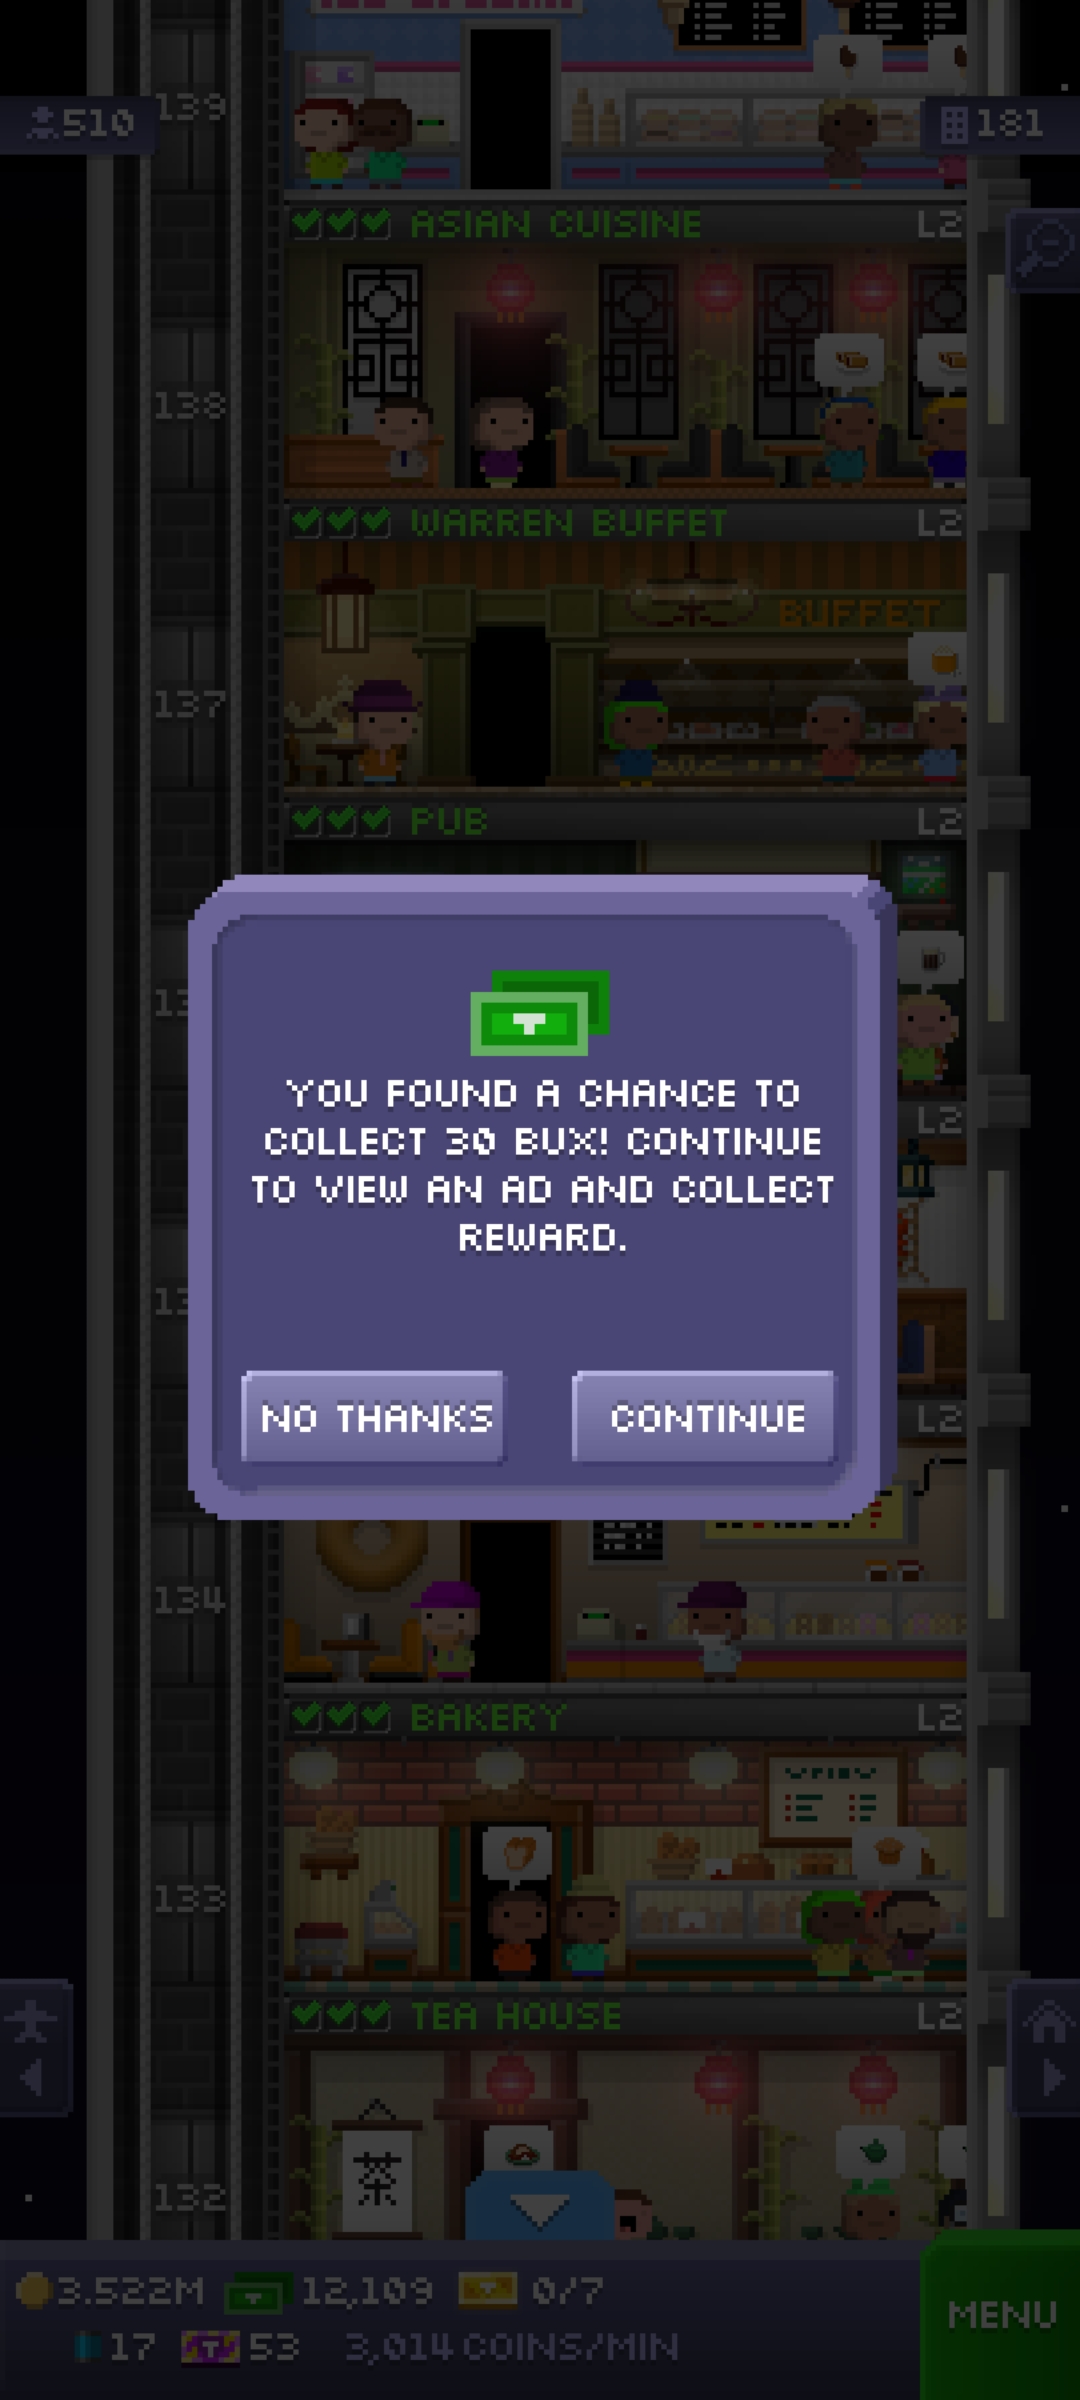 139
510
181
ASIAN CUISINE L2
138
WARREN BUFFET L2
BUFFET
137
PUB L2
YOU FOUND A CHANCE TO
COLLECT 30 BUX! CONTINUE
TO VIEW AN AD AND COLLECT
REWARD.
L2
L2
NO THANKS
CONTINUE
134
BAKERY L2
133
TEA HOUSE L2
茶
132
3.522M 12,109 0/7
17 T 53 3,014 COINS/MIN
MENU